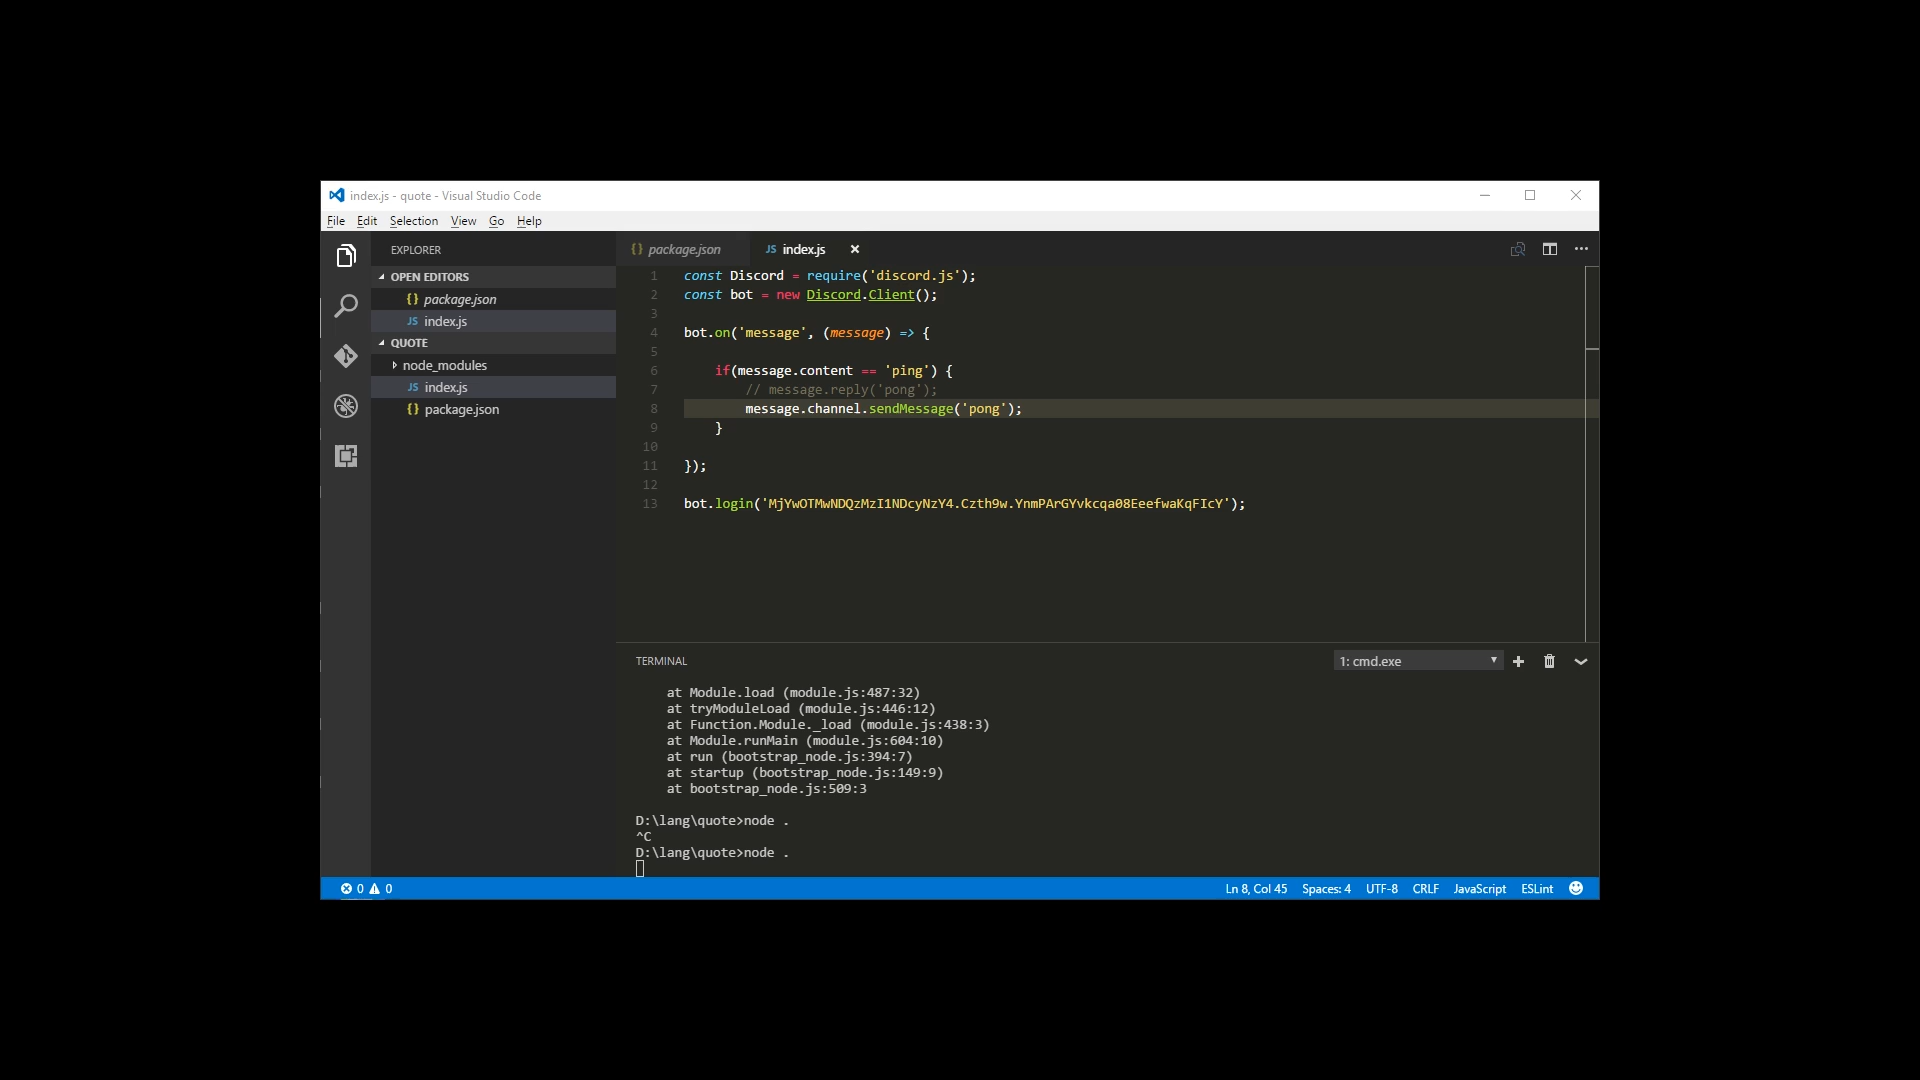 index.js - quote - Visual Studio Code
File Edit Selection View Go Help
EXPLORER
OPEN EDITORS
{} package.json
JS index.js
QUOTE
node_modules
JS index.js
{} package.json
{} package.json JS index.js
1 const Discord = require('discord.js');
2 const bot = new Discord.Client();
3
4 bot.on('message', (message) => {
5
6 if(message.content == 'ping') {
7 // message.reply('pong');
8 message.channel.sendMessage('pong');
9 }
10
11 });
12
13 bot.login('MjYwOTMwNDQzMzI1NDcyNzY4.Czth9w.YnmPArGYvkcqa08EeefwaKqFIcY');
TERMINAL
1: cmd.exe
at Module.load (module.js:487:32)
at tryModuleLoad (module.js:446:12)
at Function.Module._load (module.js:438:3)
at Module.runMain (module.js:604:10)
at run (bootstrap_node.js:394:7)
at startup (bootstrap_node.js:149:9)
at bootstrap_node.js:509:3
D:\lang\quote>node .
^C
D:\lang\quote>node .
0 0
Ln 8, Col 45 Spaces: 4 UTF-8 CRLF JavaScript ESLint